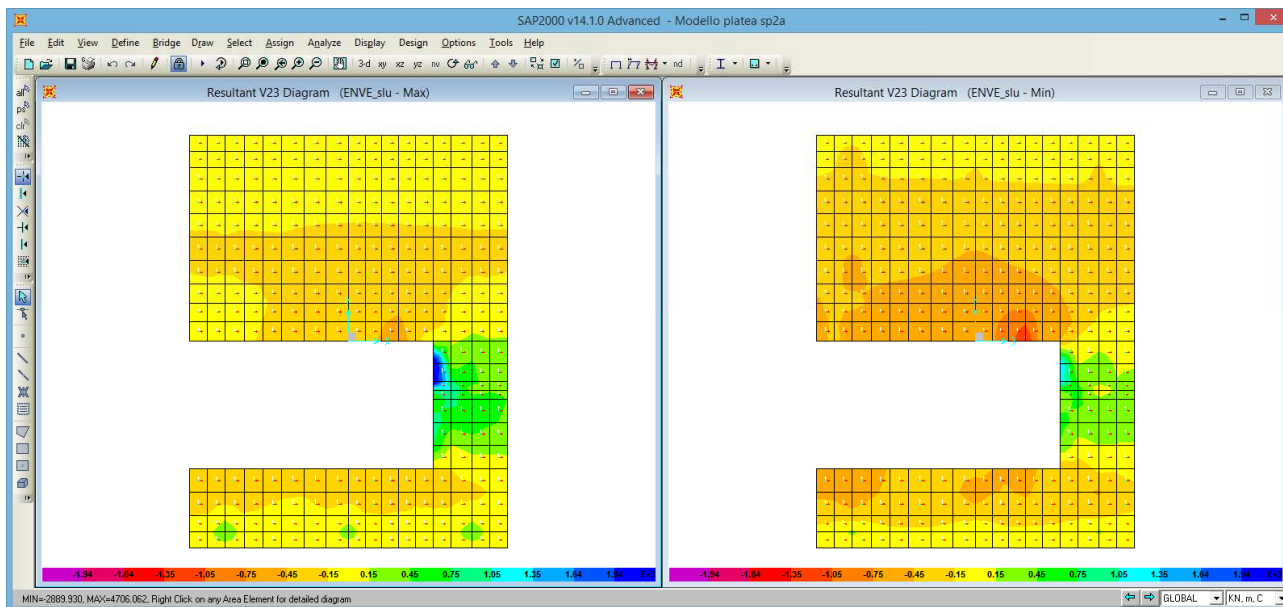 SAP2000 v14.1.0 Advanced - Modello platea sp2a
File Edit View Define Bridge Draw Select Assign Analyze Display Design Options Tools Help
3-d xy xz yz nv nd
all
ps
clr
Resultant V23 Diagram (ENVE_slu - Max)
Resultant V23 Diagram (ENVE_slu - Min)
-1.94 -1.64 -1.35 -1.05 -0.75 -0.45 -0.15 0.15 0.45 0.75 1.05 1.35 1.64 1.94
-1.94 -1.64 -1.35 -1.05 -0.75 -0.45 -0.15 0.15 0.45 0.75 1.05 1.35 1.64 1.94
MIN=-2889.930, MAX=4706.062, Right Click on any Area Element for detailed diagram
GLOBAL KN, m, C